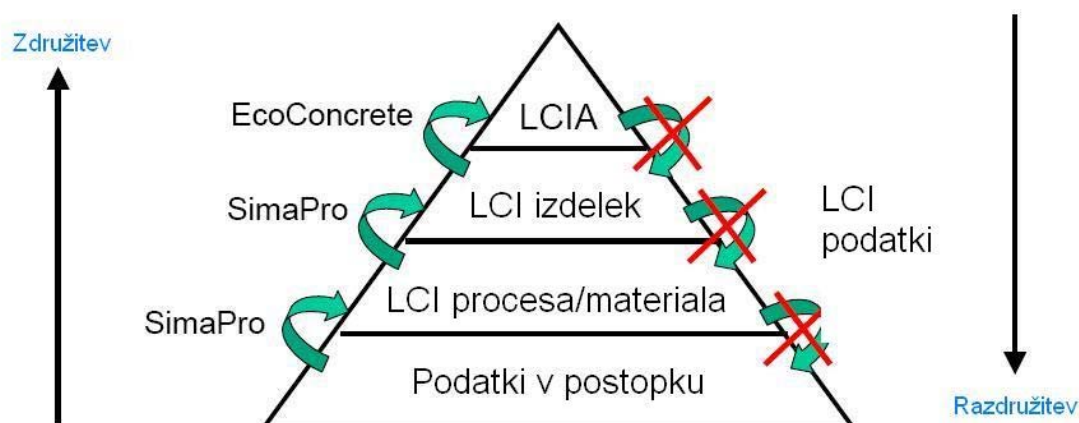 Združitev
EcoConcrete
LCIA
SimaPro
LCI izdelek
LCI
podatki
SimaPro
LCI procesa/materiala
Podatki v postopku
Razdružitev